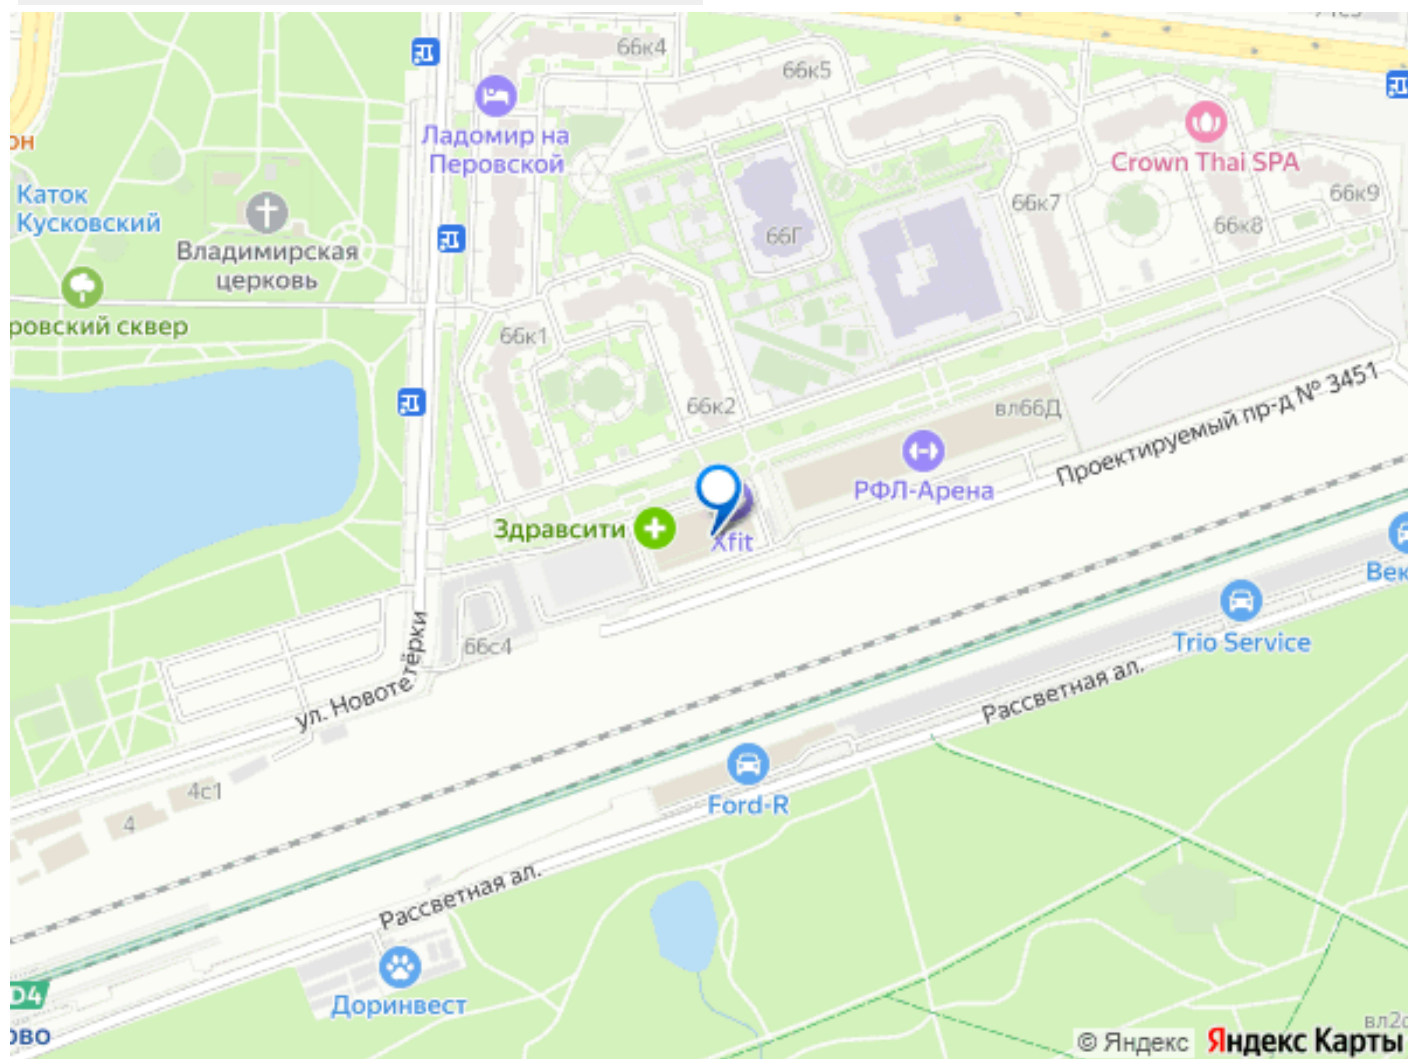 66к4
66к5
Ладомир на
Перовской
Crown Thai SPA
он
Каток
Кусковский
66к7
66к9
66Г
66к8
Владимирская
церковь
ровский сквер
66к1
66к2
вл66Д
Проектируемый пр-д № 3451
РФЛ-Арена
Здравсити
Xfit
Век
Trio Service
66с4
ул. Новотетёрки
Рассветная ал.
4с1
4
Ford-R
Рассветная ал.
Доринвест
D4
ово
© Яндекс
Яндекс Карты